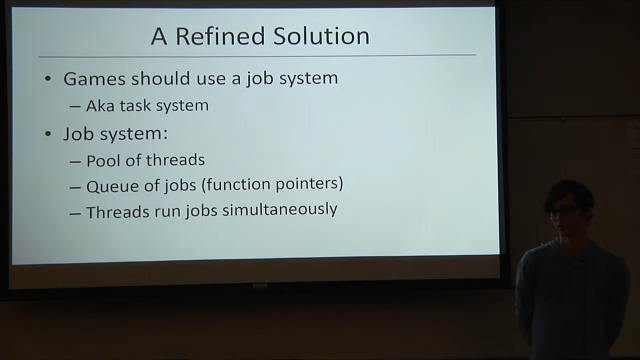 A Refined Solution
• Games should use a job system
– Aka task system
• Job system:
– Pool of threads
– Queue of jobs (function pointers)
– Threads run jobs simultaneously